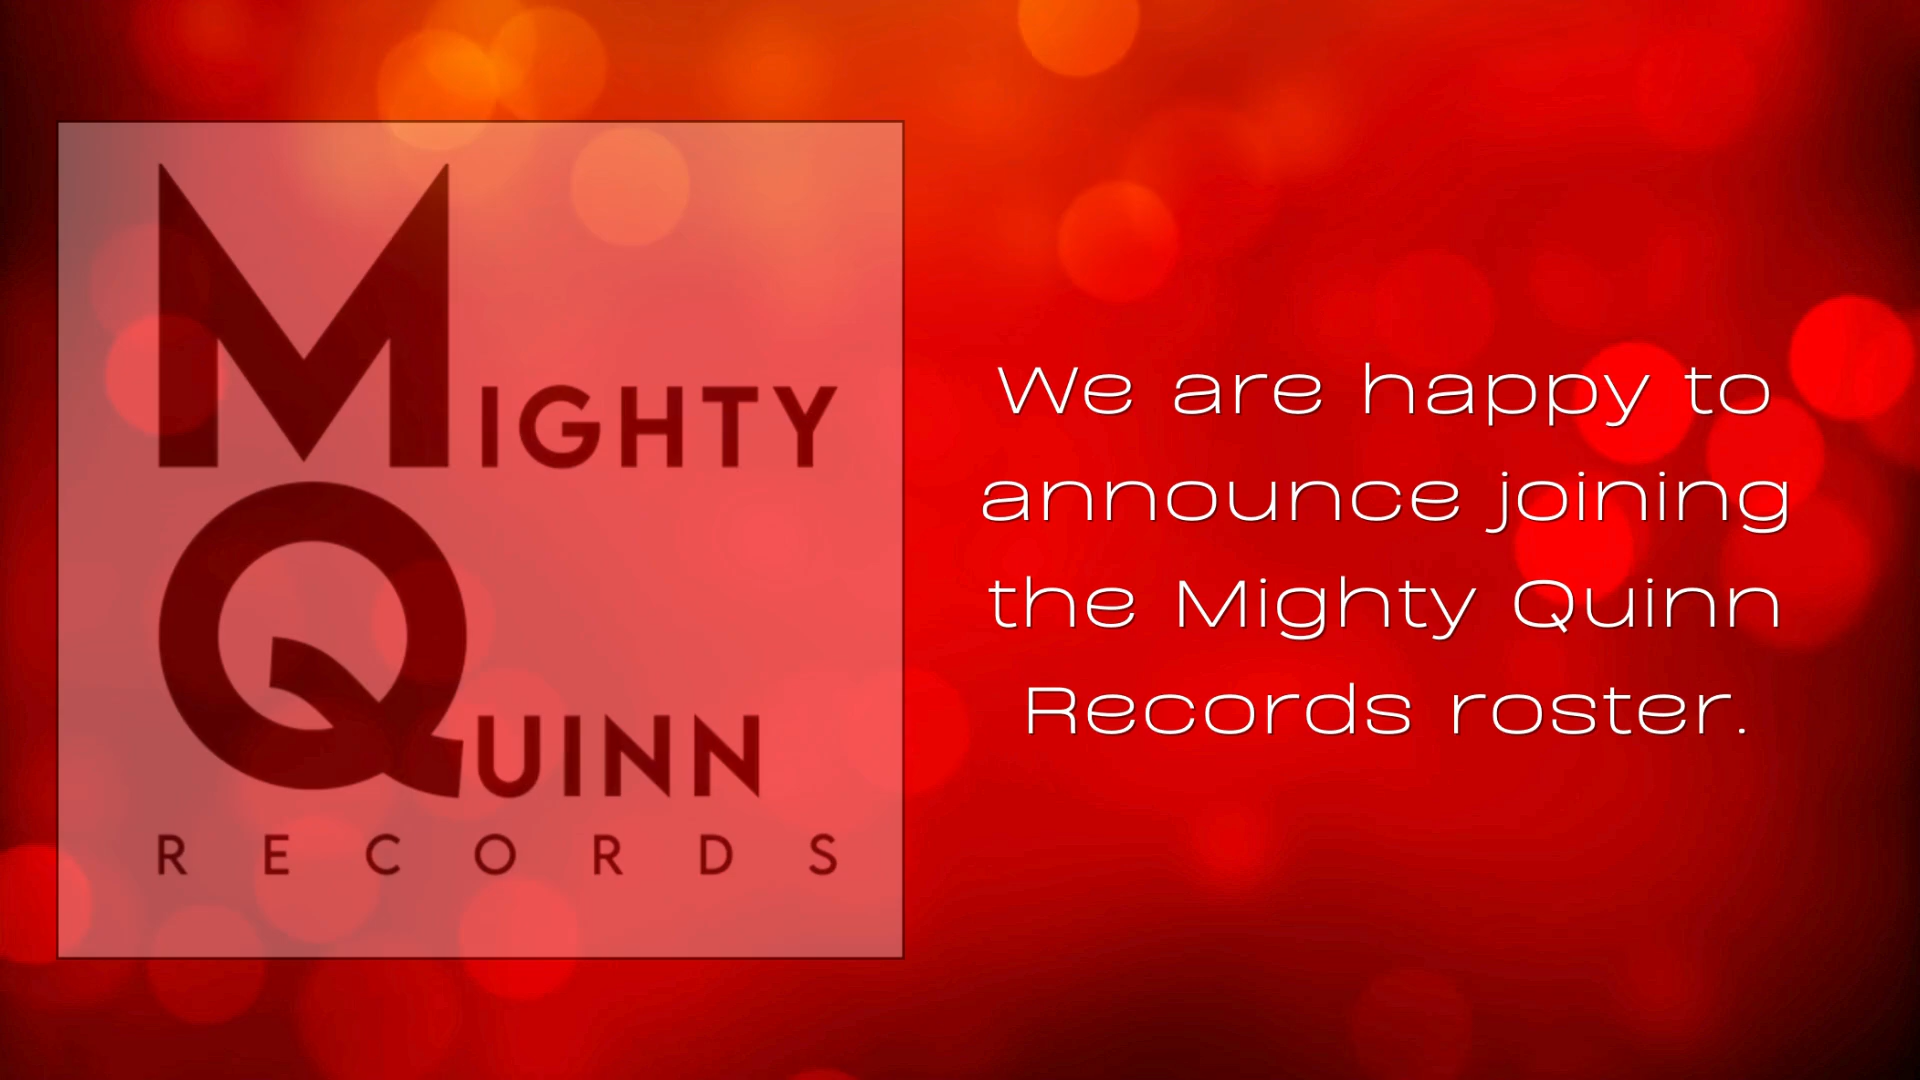 MIGHTY
QUINN
RECORDS
We are happy to
announce joining
the Mighty Quinn
Records roster.